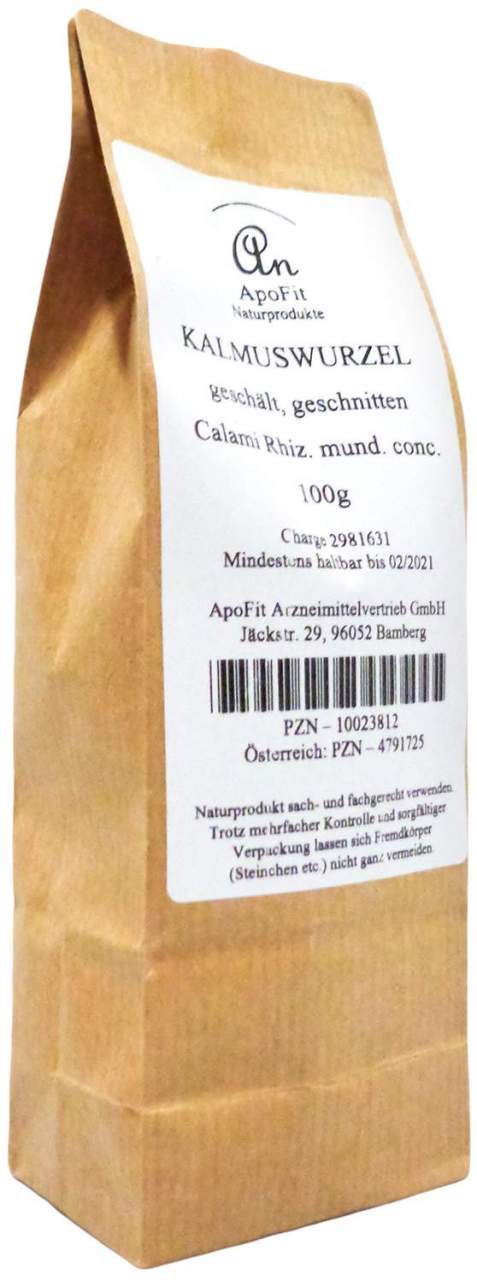 An
ApoFit
Naturprodukte
KALMUSWURZEL
geschält, geschnitten
Calami Rhiz. mund. conc.
100g
Charge 2981631
Mindestens haltbar bis 02/2021
ApoFit Arzneimittelvertrieb GmbH
Jäckstr. 29, 96052 Bamberg
PZN – 10023812
Österreich: PZN – 4791725
Naturprodukt sach- und fachgerecht verwenden.
Trotz mehrfacher Kontrolle und sorgfältiger
Verpackung lassen sich Fremdkörper
(Steinchen etc.) nicht ganz vermeiden.